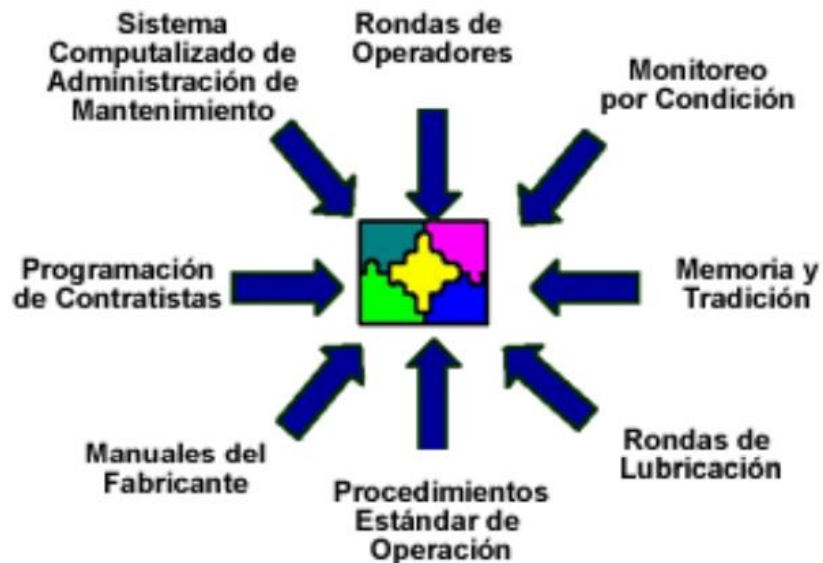 Sistema
Computalizado de
Administración de
Mantenimiento
Rondas de
Operadores
Monitoreo
por Condición
Programación
de Contratistas
Memoria y
Tradición
Manuales del
Fabricante
Procedimientos
Estándar de
Operación
Rondas de
Lubricación